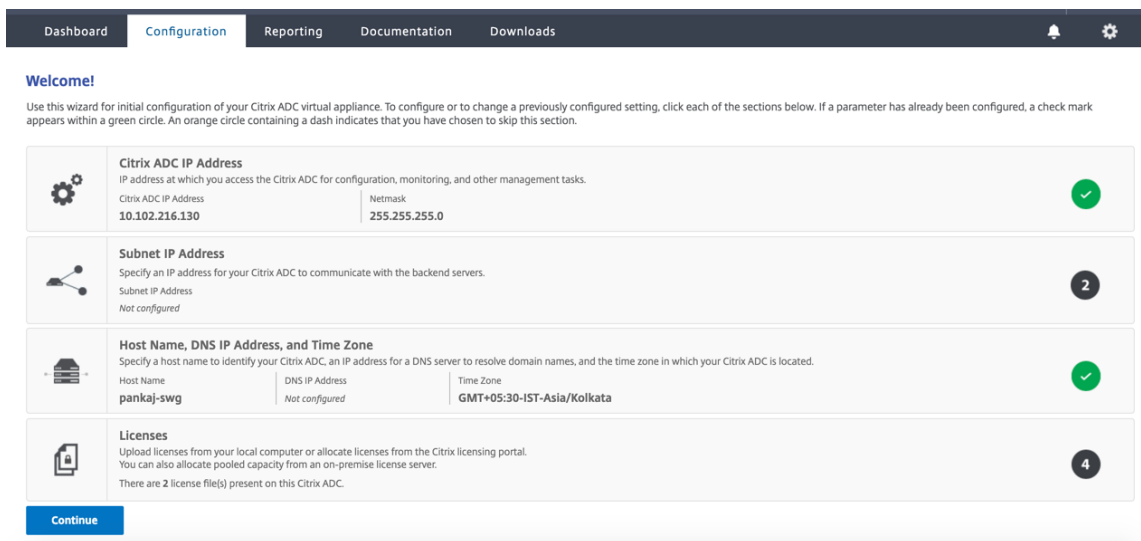 Dashboard Configuration Reporting Documentation Downloads
Welcome!
Use this wizard for initial configuration of your Citrix ADC virtual appliance. To configure or to change a previously configured setting, click each of the sections below. If a parameter has already been configured, a check mark
appears within a green circle. An orange circle containing a dash indicates that you have chosen to skip this section.
Citrix ADC IP Address
IP address at which you access the Citrix ADC for configuration, monitoring, and other management tasks.
Citrix ADC IP Address Netmask
10.102.216.130 255.255.255.0
Subnet IP Address
Specify an IP address for your Citrix ADC to communicate with the backend servers.
Subnet IP Address
2
Not configured
Host Name, DNS IP Address, and Time Zone
Specify a host name to identify your Citrix ADC, an IP address for a DNS server to resolve domain names, and the time zone in which your Citrix ADC is located.
Host Name DNS IP Address Time Zone
pankaj-swg Not configured GMT+05:30-IST-Asia/Kolkata
Licenses
Upload licenses from your local computer or allocate licenses from the Citrix licensing portal.
You can also allocate pooled capacity from an on-premise license server.
4
There are 2 license file(s) present on this Citrix ADC.
Continue